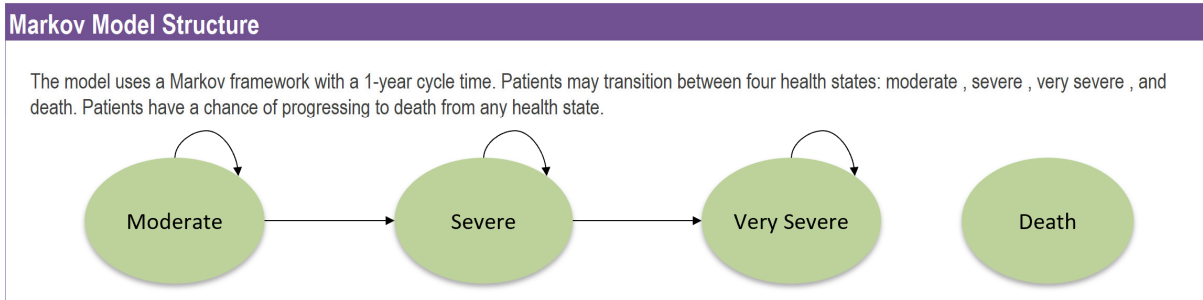 Markov Model Structure
The model uses a Markov framework with a 1-year cycle time. Patients may transition between four health states: moderate , severe , very severe , and
death. Patients have a chance of progressing to death from any health state.
Moderate
Severe
Very Severe
Death